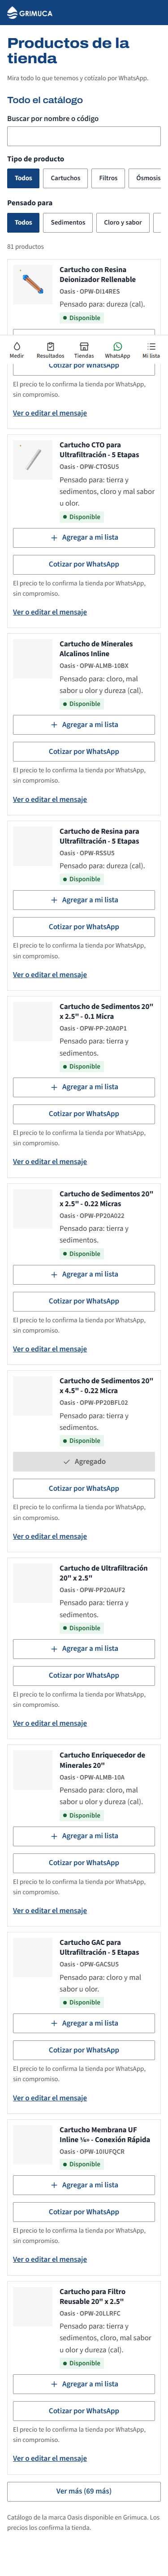 GRIMUCA
Productos de la
tienda
Mira todo lo que tenemos y cotízalo por WhatsApp.
Todo el catálogo
Buscar por nombre o código
Tipo de producto
Todos Cartuchos Filtros Ósmosis
Pensado para
Todos Sedimentos Cloro y sabor
81 productos
Cartucho con Resina
Deionizador Rellenable
Oasis · OPW-DI14RES
Pensado para: dureza (cal).
Disponible
Medir Resultados Tiendas WhatsApp Mi lista
Cotizar por WhatsApp
El precio te lo confirma la tienda por WhatsApp,
sin compromiso.
Ver o editar el mensaje
Cartucho CTO para
Ultrafiltración - 5 Etapas
Oasis · OPW-CTO5US
Pensado para: tierra y
sedimentos, cloro y mal sabor
u olor.
Disponible
Agregar a mi lista
Cotizar por WhatsApp
El precio te lo confirma la tienda por WhatsApp,
sin compromiso.
Ver o editar el mensaje
Cartucho de Minerales
Alcalinos Inline
Oasis · OPW-ALMB-10BX
Pensado para: cloro, mal
sabor u olor y dureza (cal).
Disponible
Agregar a mi lista
Cotizar por WhatsApp
El precio te lo confirma la tienda por WhatsApp,
sin compromiso.
Ver o editar el mensaje
Cartucho de Resina para
Ultrafiltración - 5 Etapas
Oasis · OPW-RS5US
Pensado para: dureza (cal).
Disponible
Agregar a mi lista
Cotizar por WhatsApp
El precio te lo confirma la tienda por WhatsApp,
sin compromiso.
Ver o editar el mensaje
Cartucho de Sedimentos 20"
x 2.5" - 0.1 Micra
Oasis · OPW-PP-20A0P1
Pensado para: tierra y
sedimentos.
Disponible
Agregar a mi lista
Cotizar por WhatsApp
El precio te lo confirma la tienda por WhatsApp,
sin compromiso.
Ver o editar el mensaje
Cartucho de Sedimentos 20"
x 2.5" - 0.22 Micras
Oasis · OPW-PP20A022
Pensado para: tierra y
sedimentos.
Disponible
Agregar a mi lista
Cotizar por WhatsApp
El precio te lo confirma la tienda por WhatsApp,
sin compromiso.
Ver o editar el mensaje
Cartucho de Sedimentos 20"
x 4.5" - 0.22 Micra
Oasis · OPW-PP20BFL02
Pensado para: tierra y
sedimentos.
Disponible
Agregado
Cotizar por WhatsApp
El precio te lo confirma la tienda por WhatsApp,
sin compromiso.
Ver o editar el mensaje
Cartucho de Ultrafiltración
20" x 2.5"
Oasis · OPW-PP20AUF2
Pensado para: tierra y
sedimentos.
Disponible
Agregar a mi lista
Cotizar por WhatsApp
El precio te lo confirma la tienda por WhatsApp,
sin compromiso.
Ver o editar el mensaje
Cartucho Enriquecedor de
Minerales 20"
Oasis · OPW-ALMB-10A
Pensado para: cloro, mal
sabor u olor y dureza (cal).
Disponible
Agregar a mi lista
Cotizar por WhatsApp
El precio te lo confirma la tienda por WhatsApp,
sin compromiso.
Ver o editar el mensaje
Cartucho GAC para
Ultrafiltración - 5 Etapas
Oasis · OPW-GAC5US
Pensado para: cloro y mal
sabor u olor.
Disponible
Agregar a mi lista
Cotizar por WhatsApp
El precio te lo confirma la tienda por WhatsApp,
sin compromiso.
Ver o editar el mensaje
Cartucho Membrana UF
Inline ¼» - Conexión Rápida
Oasis · OPW-10IUFQCR
Disponible
Agregar a mi lista
Cotizar por WhatsApp
El precio te lo confirma la tienda por WhatsApp,
sin compromiso.
Ver o editar el mensaje
Cartucho para Filtro
Reusable 20" x 2.5"
Oasis · OPW-20LLRFC
Pensado para: tierra y
sedimentos, cloro, mal sabor
u olor y dureza (cal).
Disponible
Agregar a mi lista
Cotizar por WhatsApp
El precio te lo confirma la tienda por WhatsApp,
sin compromiso.
Ver o editar el mensaje
Ver más (69 más)
Catálogo de la marca Oasis disponible en Grimuca. Los
precios los confirma la tienda.